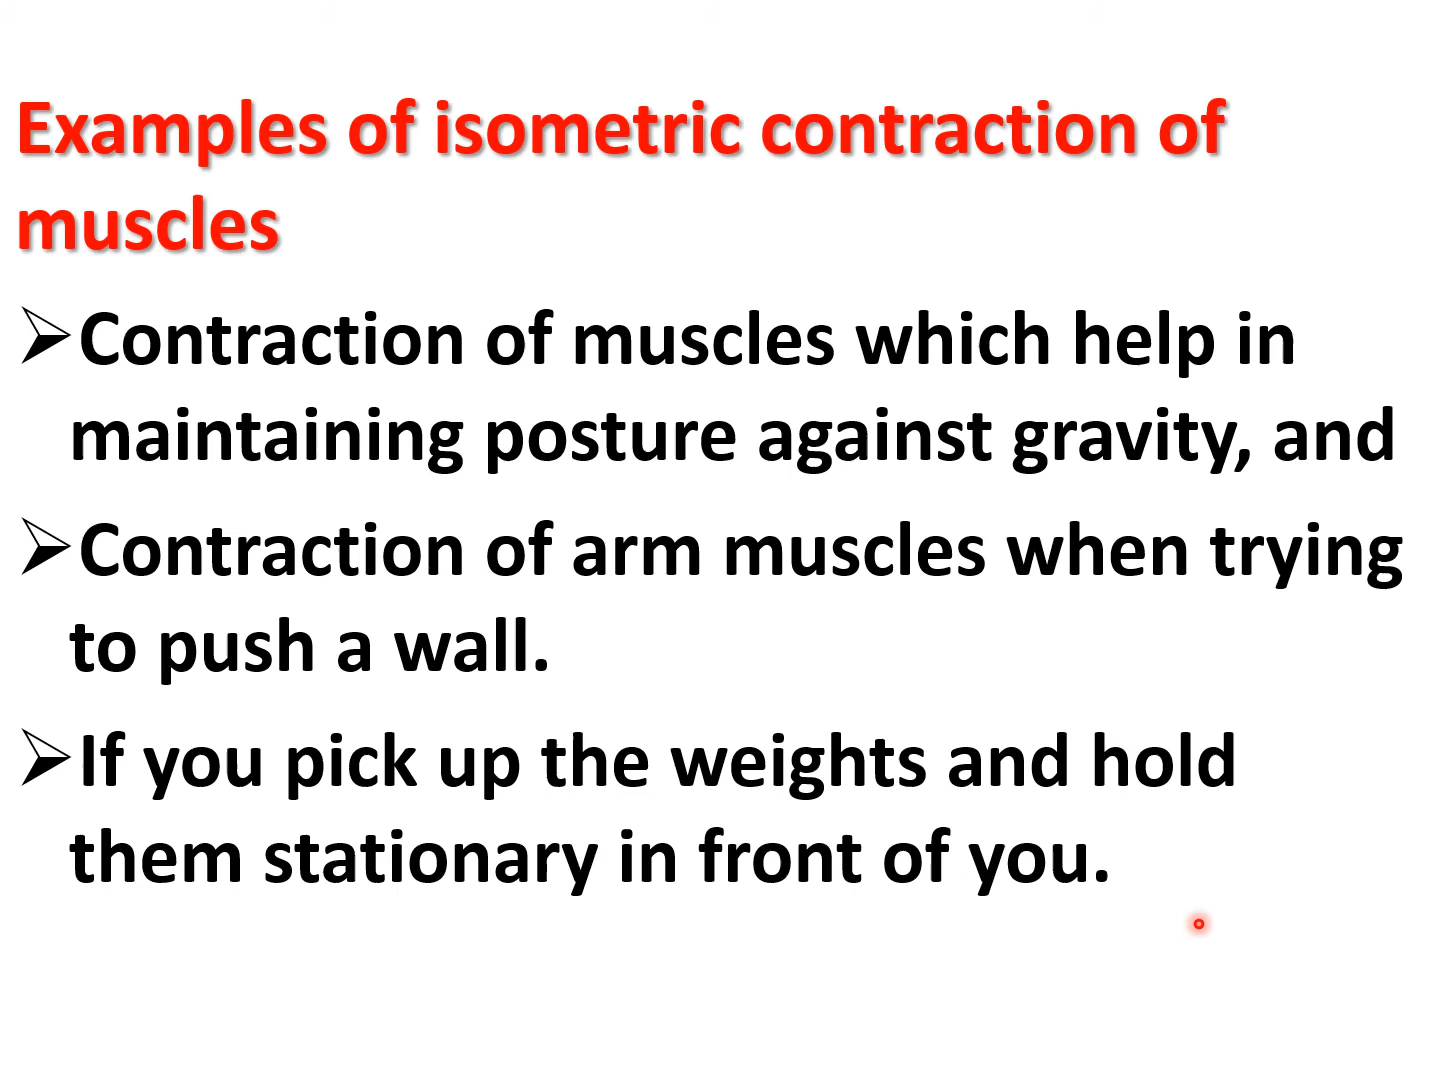 Examples of isometric contraction of
muscles
➢Contraction of muscles which help in
maintaining posture against gravity, and
➢Contraction of arm muscles when trying
to push a wall.
➢If you pick up the weights and hold
them stationary in front of you.